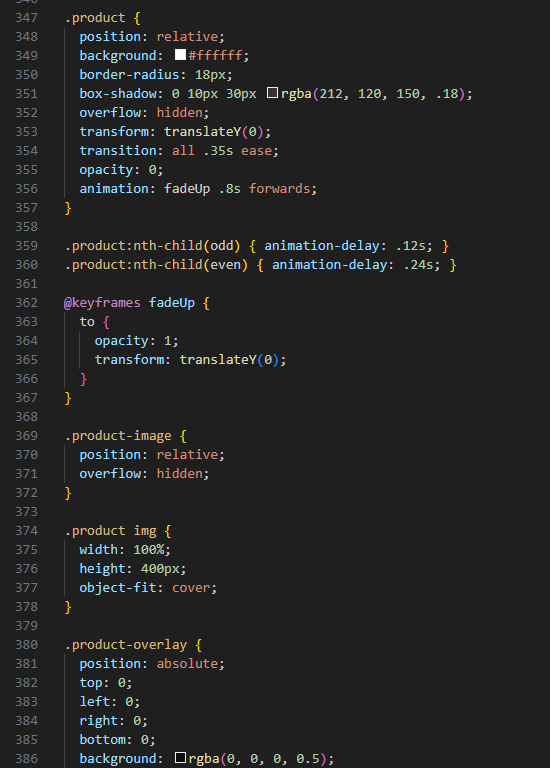 346
347 .product {
348   position: relative;
349   background: #ffffff;
350   border-radius: 18px;
351   box-shadow: 0 10px 30px rgba(212, 120, 150, .18);
352   overflow: hidden;
353   transform: translateY(0);
354   transition: all .35s ease;
355   opacity: 0;
356   animation: fadeUp .8s forwards;
357 }
358
359 .product:nth-child(odd) { animation-delay: .12s; }
360 .product:nth-child(even) { animation-delay: .24s; }
361
362 @keyframes fadeUp {
363   to {
364     opacity: 1;
365     transform: translateY(0);
366   }
367 }
368
369 .product-image {
370   position: relative;
371   overflow: hidden;
372 }
373
374 .product img {
375   width: 100%;
376   height: 400px;
377   object-fit: cover;
378 }
379
380 .product-overlay {
381   position: absolute;
382   top: 0;
383   left: 0;
384   right: 0;
385   bottom: 0;
386   background: rgba(0, 0, 0, 0.5);